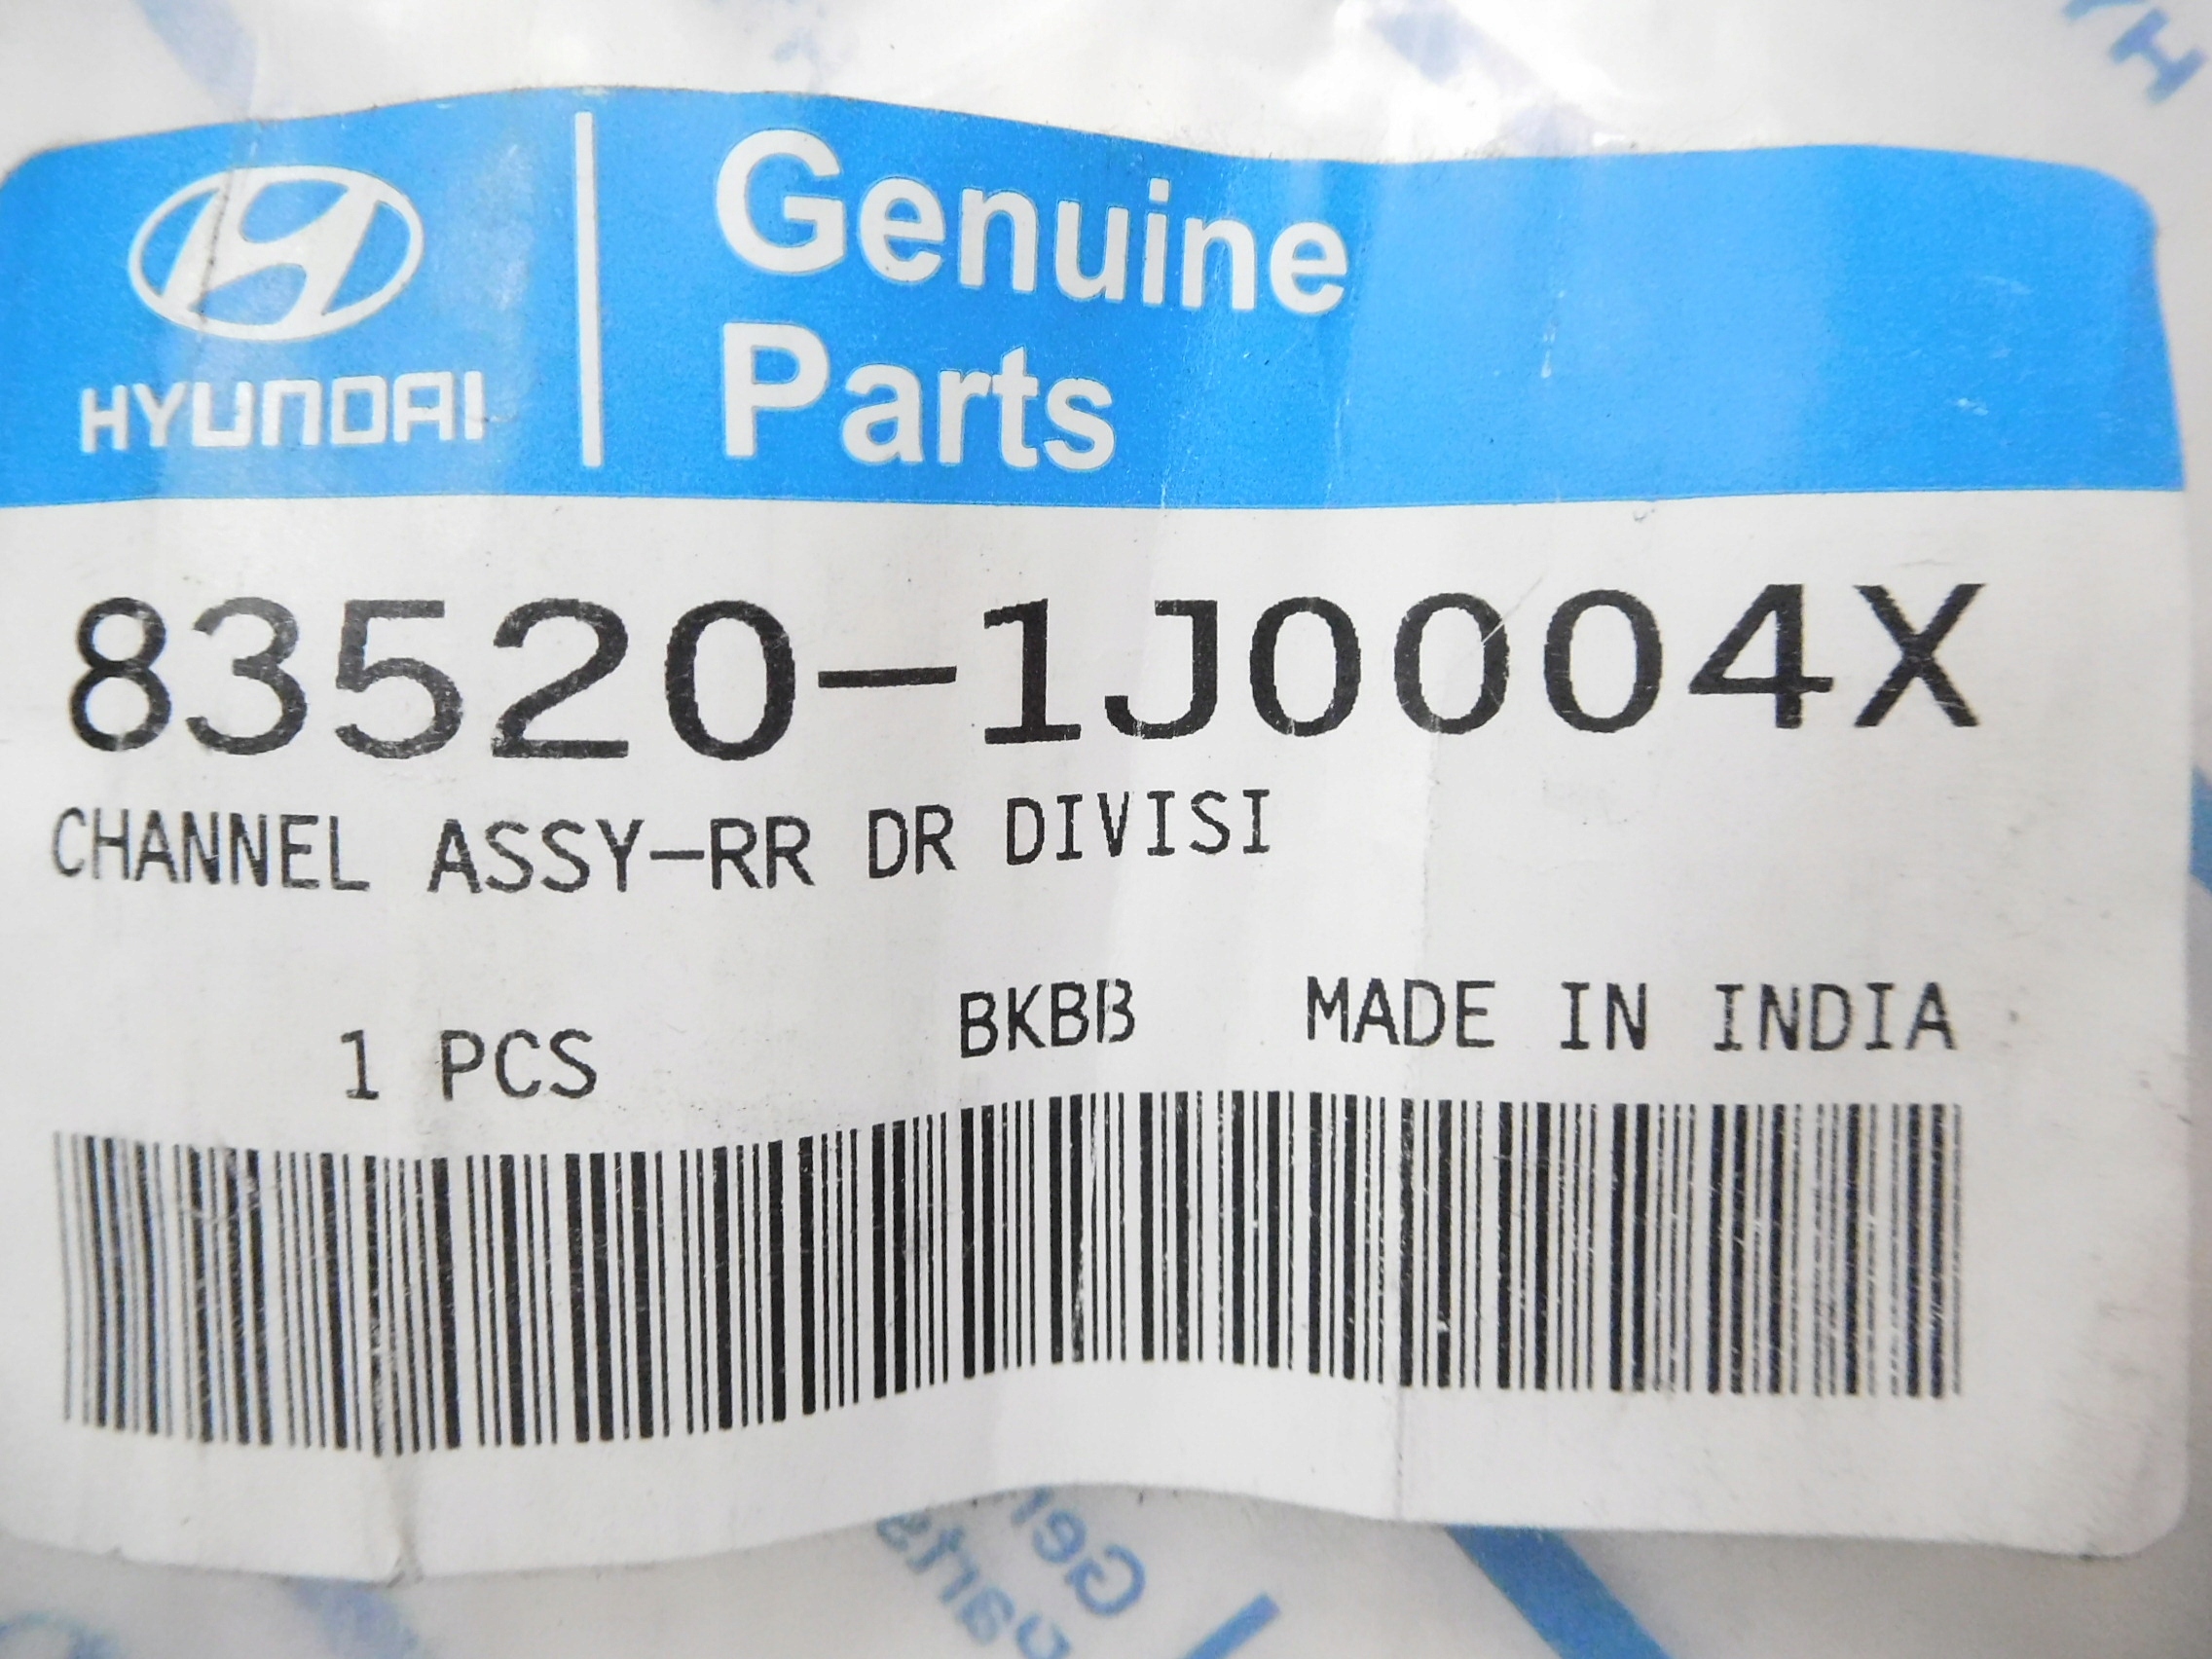 HYUNDAI
Genuine
Parts
83520-1J0004X
CHANNEL ASSY-RR DR DIVISI
1 PCS BKBB MADE IN INDIA